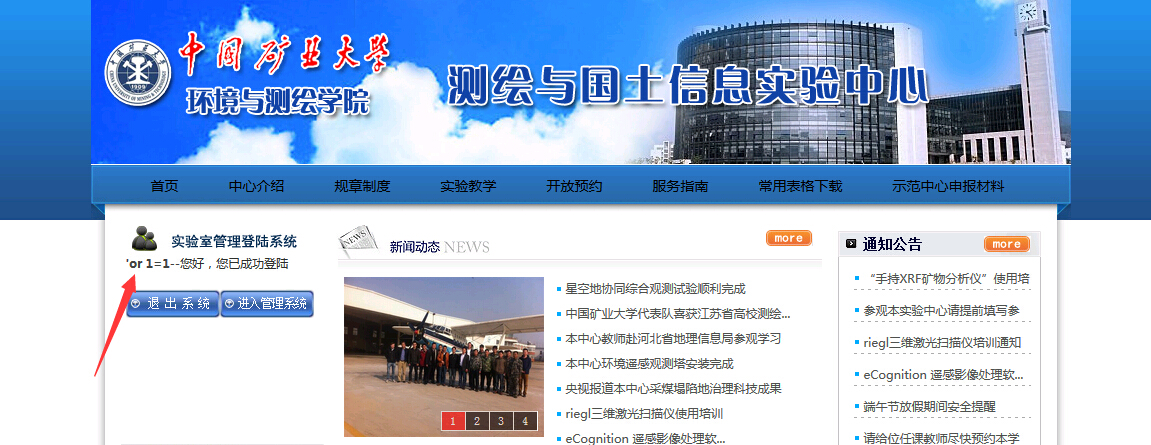 中国矿业大学
环境与测绘学院
测绘与国土信息实验中心
1909
首页 中心介绍 规章制度 实验教学 开放预约 服务指南 常用表格下载 示范中心申报材料
实验室管理登陆系统
'or 1=1--您好，您已成功登陆
退 出 系 统 进入管理系统
NEWS
新闻动态 NEWS
more
1 2 3 4
星空地协同综合观测试验顺利完成
中国矿业大学代表队喜获江苏省高校测绘...
本中心教师赴河北省地理信息局参观学习
本中心环境遥感观测塔安装完成
央视报道本中心采煤塌陷地治理科技成果
riegl三维激光扫描仪使用培训
eCognition 遥感影像处理软...
通知公告
more
“手持XRF矿物分析仪”使用培
参观本实验中心请提前填写参
riegl三维激光扫描仪培训通知
eCognition 遥感影像处理软...
端午节放假期间安全提醒
请给位任课教师尽快预约本学